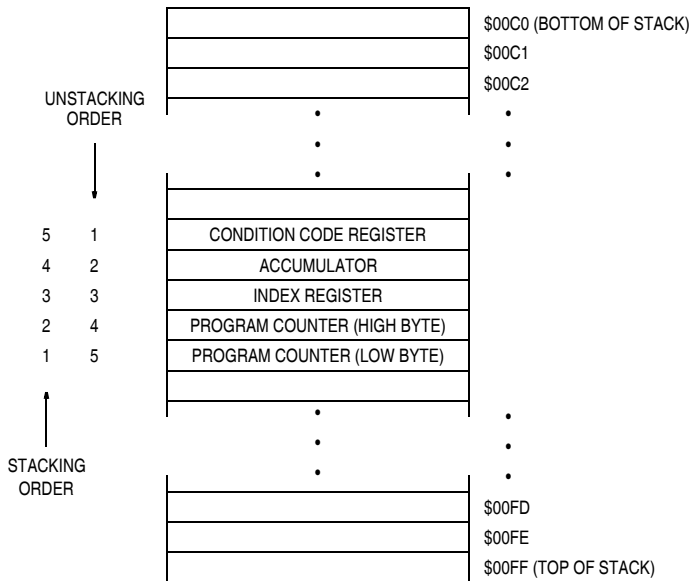 $00C0 (BOTTOM OF STACK)
$00C1
$00C2
UNSTACKING
ORDER
5 1 CONDITION CODE REGISTER
4 2 ACCUMULATOR
3 3 INDEX REGISTER
2 4 PROGRAM COUNTER (HIGH BYTE)
1 5 PROGRAM COUNTER (LOW BYTE)
STACKING
ORDER
$00FD
$00FE
$00FF (TOP OF STACK)